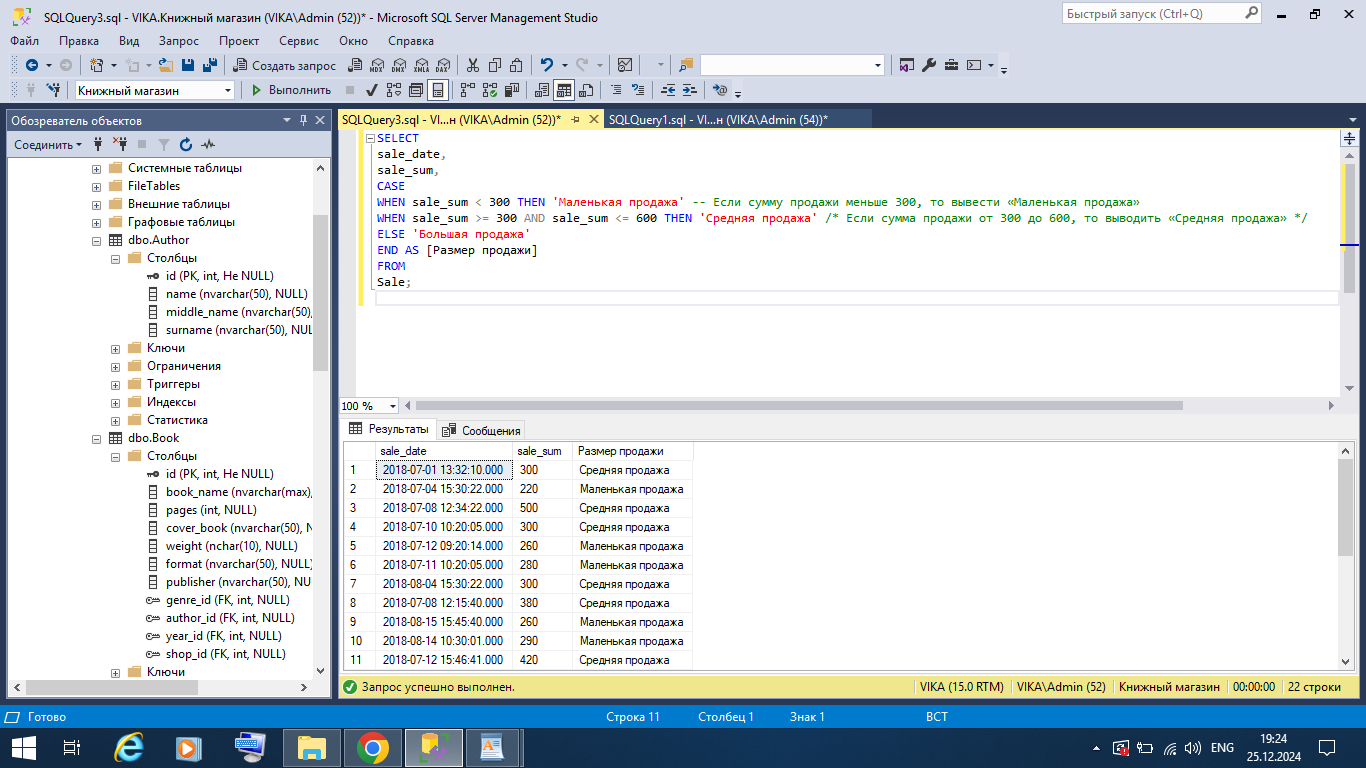 SQLQuery3.sql - VIKA.Книжный магазин (VIKA\Admin (52))* - Microsoft SQL Server Management Studio
Быстрый запуск (Ctrl+Q)
Файл Правка Вид Запрос Проект Сервис Окно Справка
Создать запрос MDX DMX XMLA DAX
Книжный магазин Выполнить
Обозреватель объектов
SQLQuery3.sql - VI...н (VIKA\Admin (52))* SQLQuery1.sql - VI...н (VIKA\Admin (54))*
Соединить
Системные таблицы
FileTables
Внешние таблицы
Графовые таблицы
dbo.Author
Столбцы
id (PK, int, Не NULL)
name (nvarchar(50), NULL)
middle_name (nvarchar(50),
surname (nvarchar(50), NUL
Ключи
Ограничения
Триггеры
Индексы
Статистика
dbo.Book
Столбцы
id (PK, int, Не NULL)
book_name (nvarchar(max),
pages (int, NULL)
cover_book (nvarchar(50), N
weight (nchar(10), NULL)
format (nvarchar(50), NULL)
publisher (nvarchar(50), NU
genre_id (FK, int, NULL)
author_id (FK, int, NULL)
year_id (FK, int, NULL)
shop_id (FK, int, NULL)
Ключи
SELECT
sale_date,
sale_sum,
CASE
WHEN sale_sum < 300 THEN 'Маленькая продажа' -- Если сумму продажи меньше 300, то вывести «Маленькая продажа»
WHEN sale_sum >= 300 AND sale_sum <= 600 THEN 'Средняя продажа' /* Если сумма продажи от 300 до 600, то выводить «Средняя продажа» */
ELSE 'Большая продажа'
END AS [Размер продажи]
FROM
Sale;
100 %
Результаты Сообщения
sale_date sale_sum Размер продажи
1 2018-07-01 13:32:10.000 300 Средняя продажа
2 2018-07-04 15:30:22.000 220 Маленькая продажа
3 2018-07-08 12:34:22.000 500 Средняя продажа
4 2018-07-10 10:20:05.000 300 Средняя продажа
5 2018-07-12 09:20:14.000 260 Маленькая продажа
6 2018-07-11 10:20:05.000 280 Маленькая продажа
7 2018-08-04 15:30:22.000 300 Средняя продажа
8 2018-07-08 12:15:40.000 380 Средняя продажа
9 2018-08-15 15:45:40.000 260 Маленькая продажа
10 2018-08-14 10:30:01.000 290 Маленькая продажа
11 2018-07-12 15:46:41.000 420 Средняя продажа
Запрос успешно выполнен. VIKA (15.0 RTM) VIKA\Admin (52) Книжный магазин 00:00:00 22 строки
Готово Строка 11 Столбец 1 Знак 1 ВСТ
ENG 19:24
25.12.2024